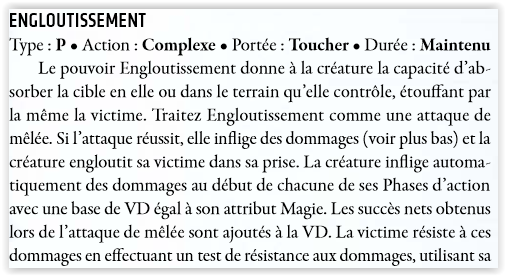 ENGLOUTISSEMENT
Type : P • Action : Complexe • Portée : Toucher • Durée : Maintenu
Le pouvoir Engloutissement donne à la créature la capacité d’ab-
sorber la cible en elle ou dans le terrain qu’elle contrôle, étouffant par
la même la victime. Traitez Engloutissement comme une attaque de
mêlée. Si l’attaque réussit, elle inflige des dommages (voir plus bas) et la
créature engloutit sa victime dans sa prise. La créature inflige automa-
tiquement des dommages au début de chacune de ses Phases d’action
avec une base de VD égal à son attribut Magie. Les succès nets obtenus
lors de l’attaque de mêlée sont ajoutés à la VD. La victime résiste à ces
dommages en effectuant un test de résistance aux dommages, utilisant sa